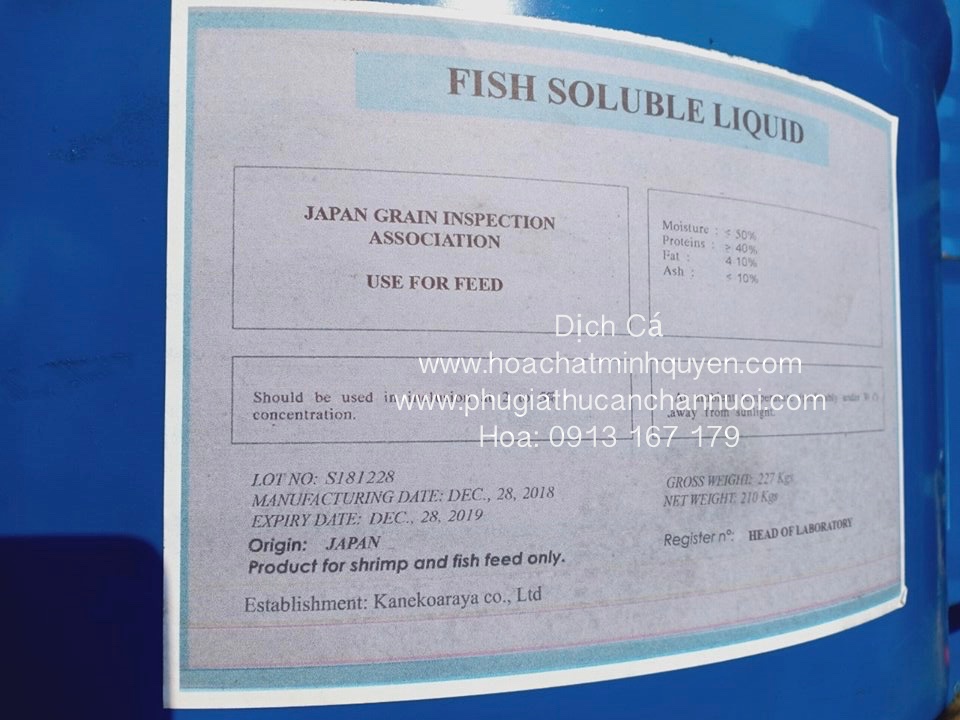 FISH SOLUBLE LIQUID
JAPAN GRAIN INSPECTION
ASSOCIATION
USE FOR FEED
Moisture : ≤ 50%
Proteins : > 40%
Fat : 4 10%
Ash : ≤ 10%
Dịch Cá
www.hoachatminhquyen.com
www.phugiathucanchannuoi.com
Hoa: 0913 167 179
Should be used in
concentration.
away from sunlight.
LOT NO: S181228
MANUFACTURING DATE: DEC., 28, 2018
EXPIRY DATE: DEC., 28, 2019
Origin: JAPAN
Product for shrimp and fish feed only.
Establishment: Kanekoaraya co., Ltd
GROSS WEIGHT: 227 Kgs
NET WEIGHT: 210 Kgs
Register nº: HEAD OF LABORATORY